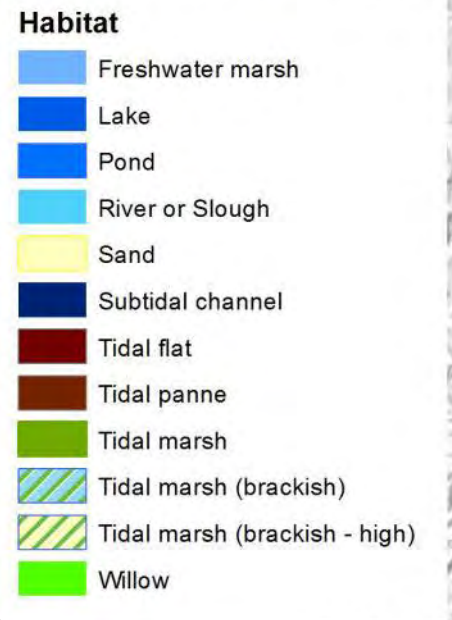 Habitat
Freshwater marsh
Lake
Pond
River or Slough
Sand
Subtidal channel
Tidal flat
Tidal panne
Tidal marsh
Tidal marsh (brackish)
Tidal marsh (brackish - high)
Willow